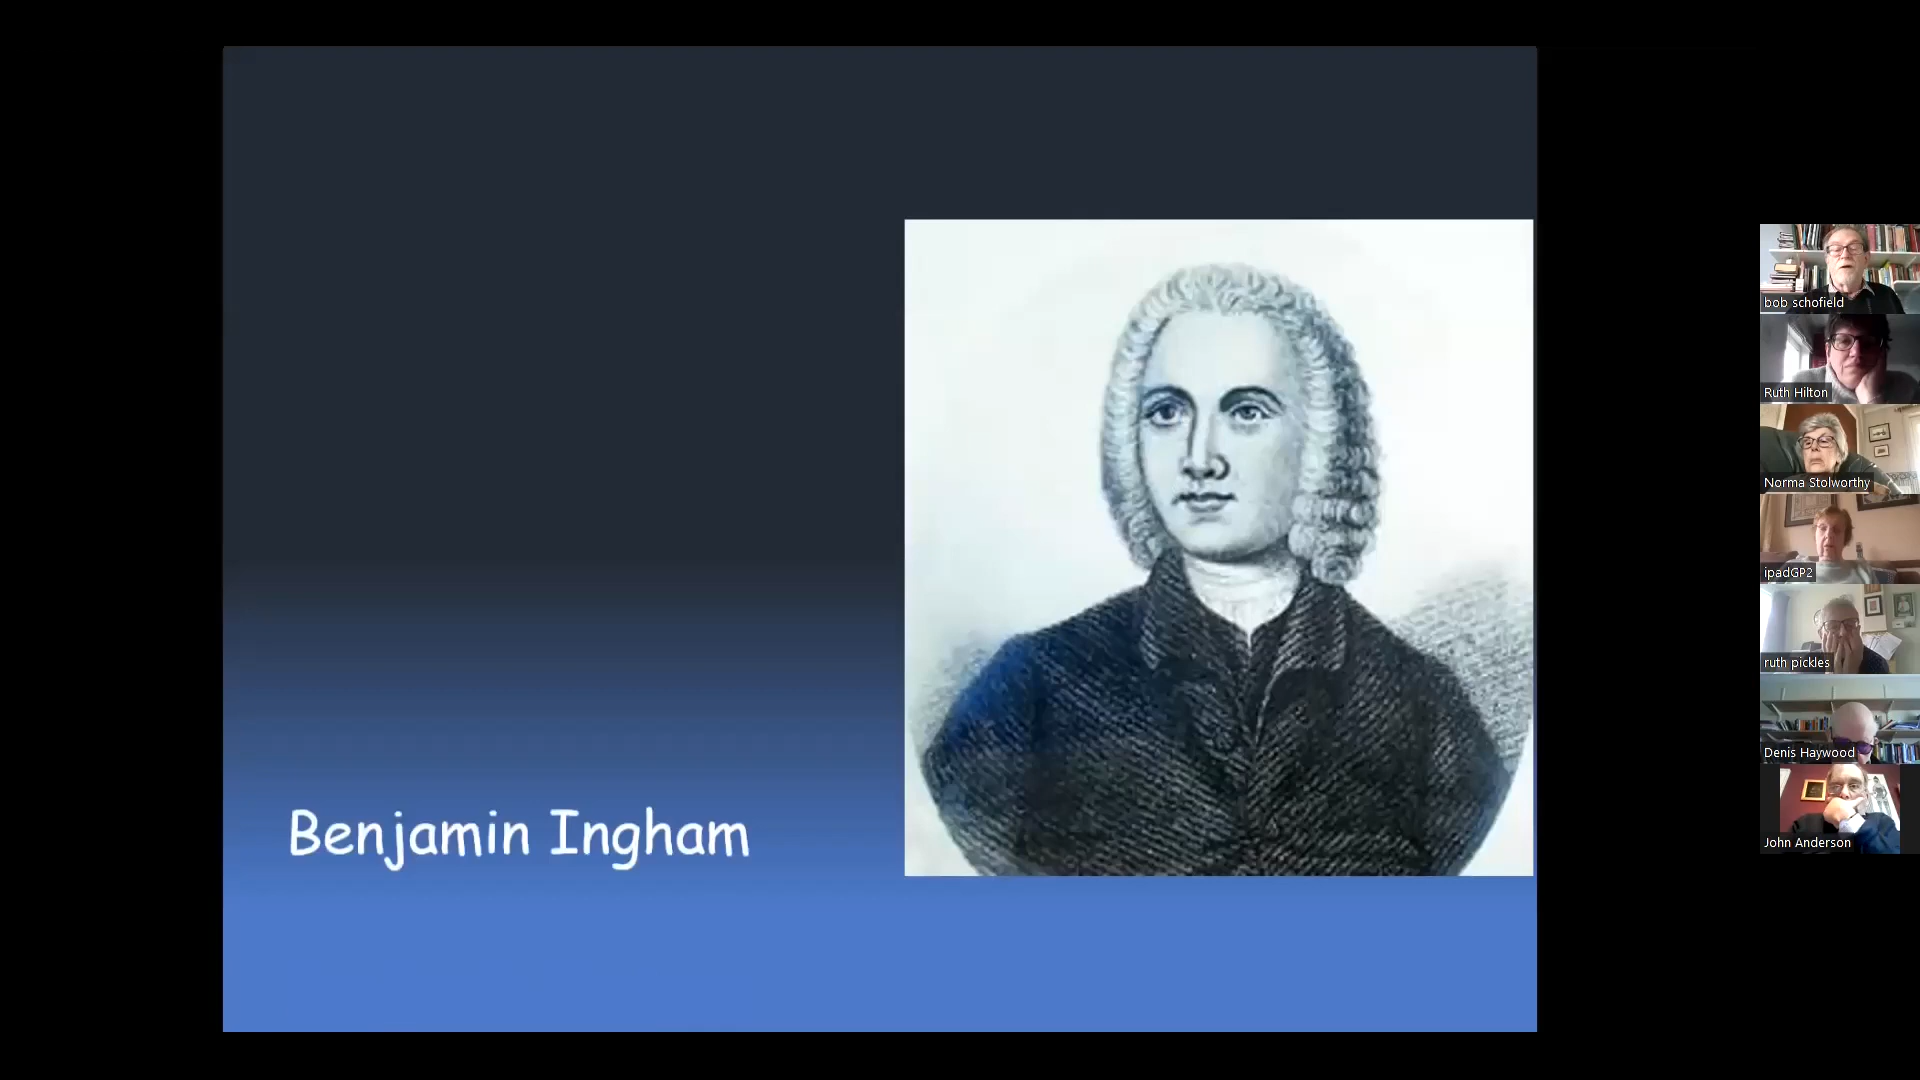 Benjamin Ingham
bob schofield
Ruth Hilton
Norma Stolworthy
ipadGP2
ruth pickles
Denis Haywood
John Anderson